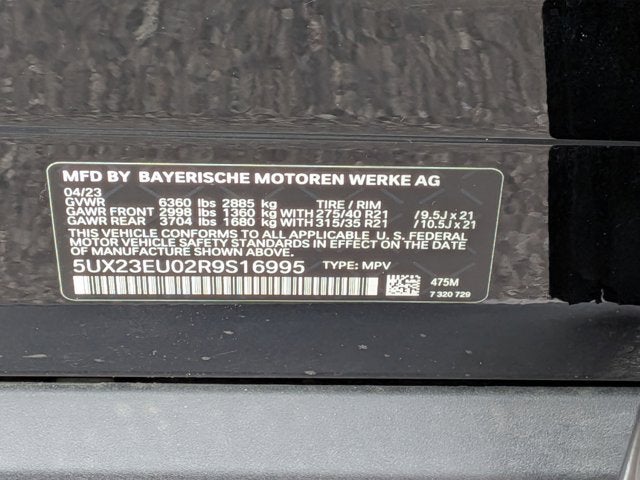 MFD BY BAYERISCHE MOTOREN WERKE AG
04/23
GVWR 6360 lbs 2885 kg TIRE / RIM
GAWR FRONT 2998 lbs 1360 kg WITH 275/40 R21 / 9.5J x 21
GAWR REAR 3704 lbs 1680 kg WITH 315/35 R21 / 10.5J x 21
THIS VEHICLE CONFORMS TO ALL APPLICABLE U.S. FEDERAL
MOTOR VEHICLE SAFETY STANDARDS IN EFFECT ON THE DATE
OF MANUFACTURE SHOWN ABOVE.
5UX23EU02R9S16995 TYPE: MPV
475M
7 320 729